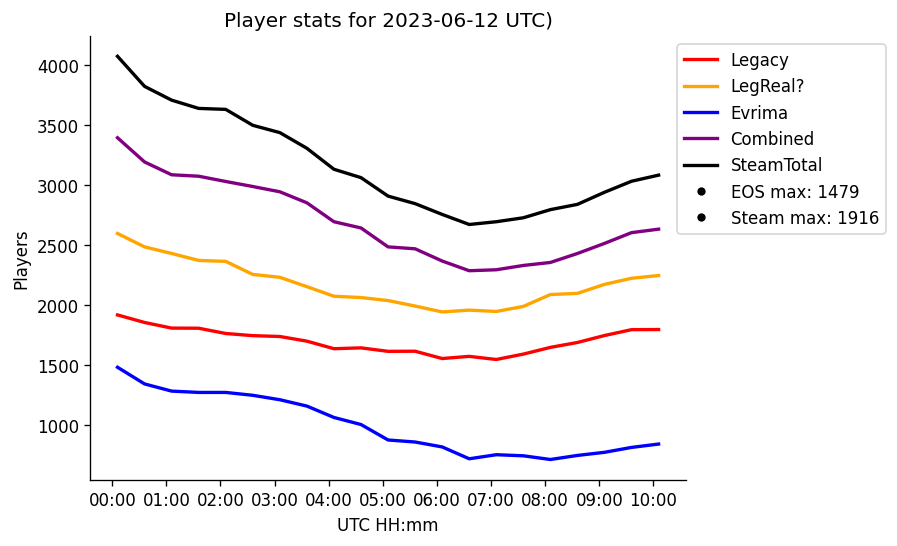 Player stats for 2023-06-12 UTC)
Legacy
LegReal?
Evrima
Combined
SteamTotal
EOS max: 1479
Steam max: 1916
Players
4000
3500
3000
2500
2000
1500
1000
00:00 01:00 02:00 03:00 04:00 05:00 06:00 07:00 08:00 09:00 10:00
UTC HH:mm